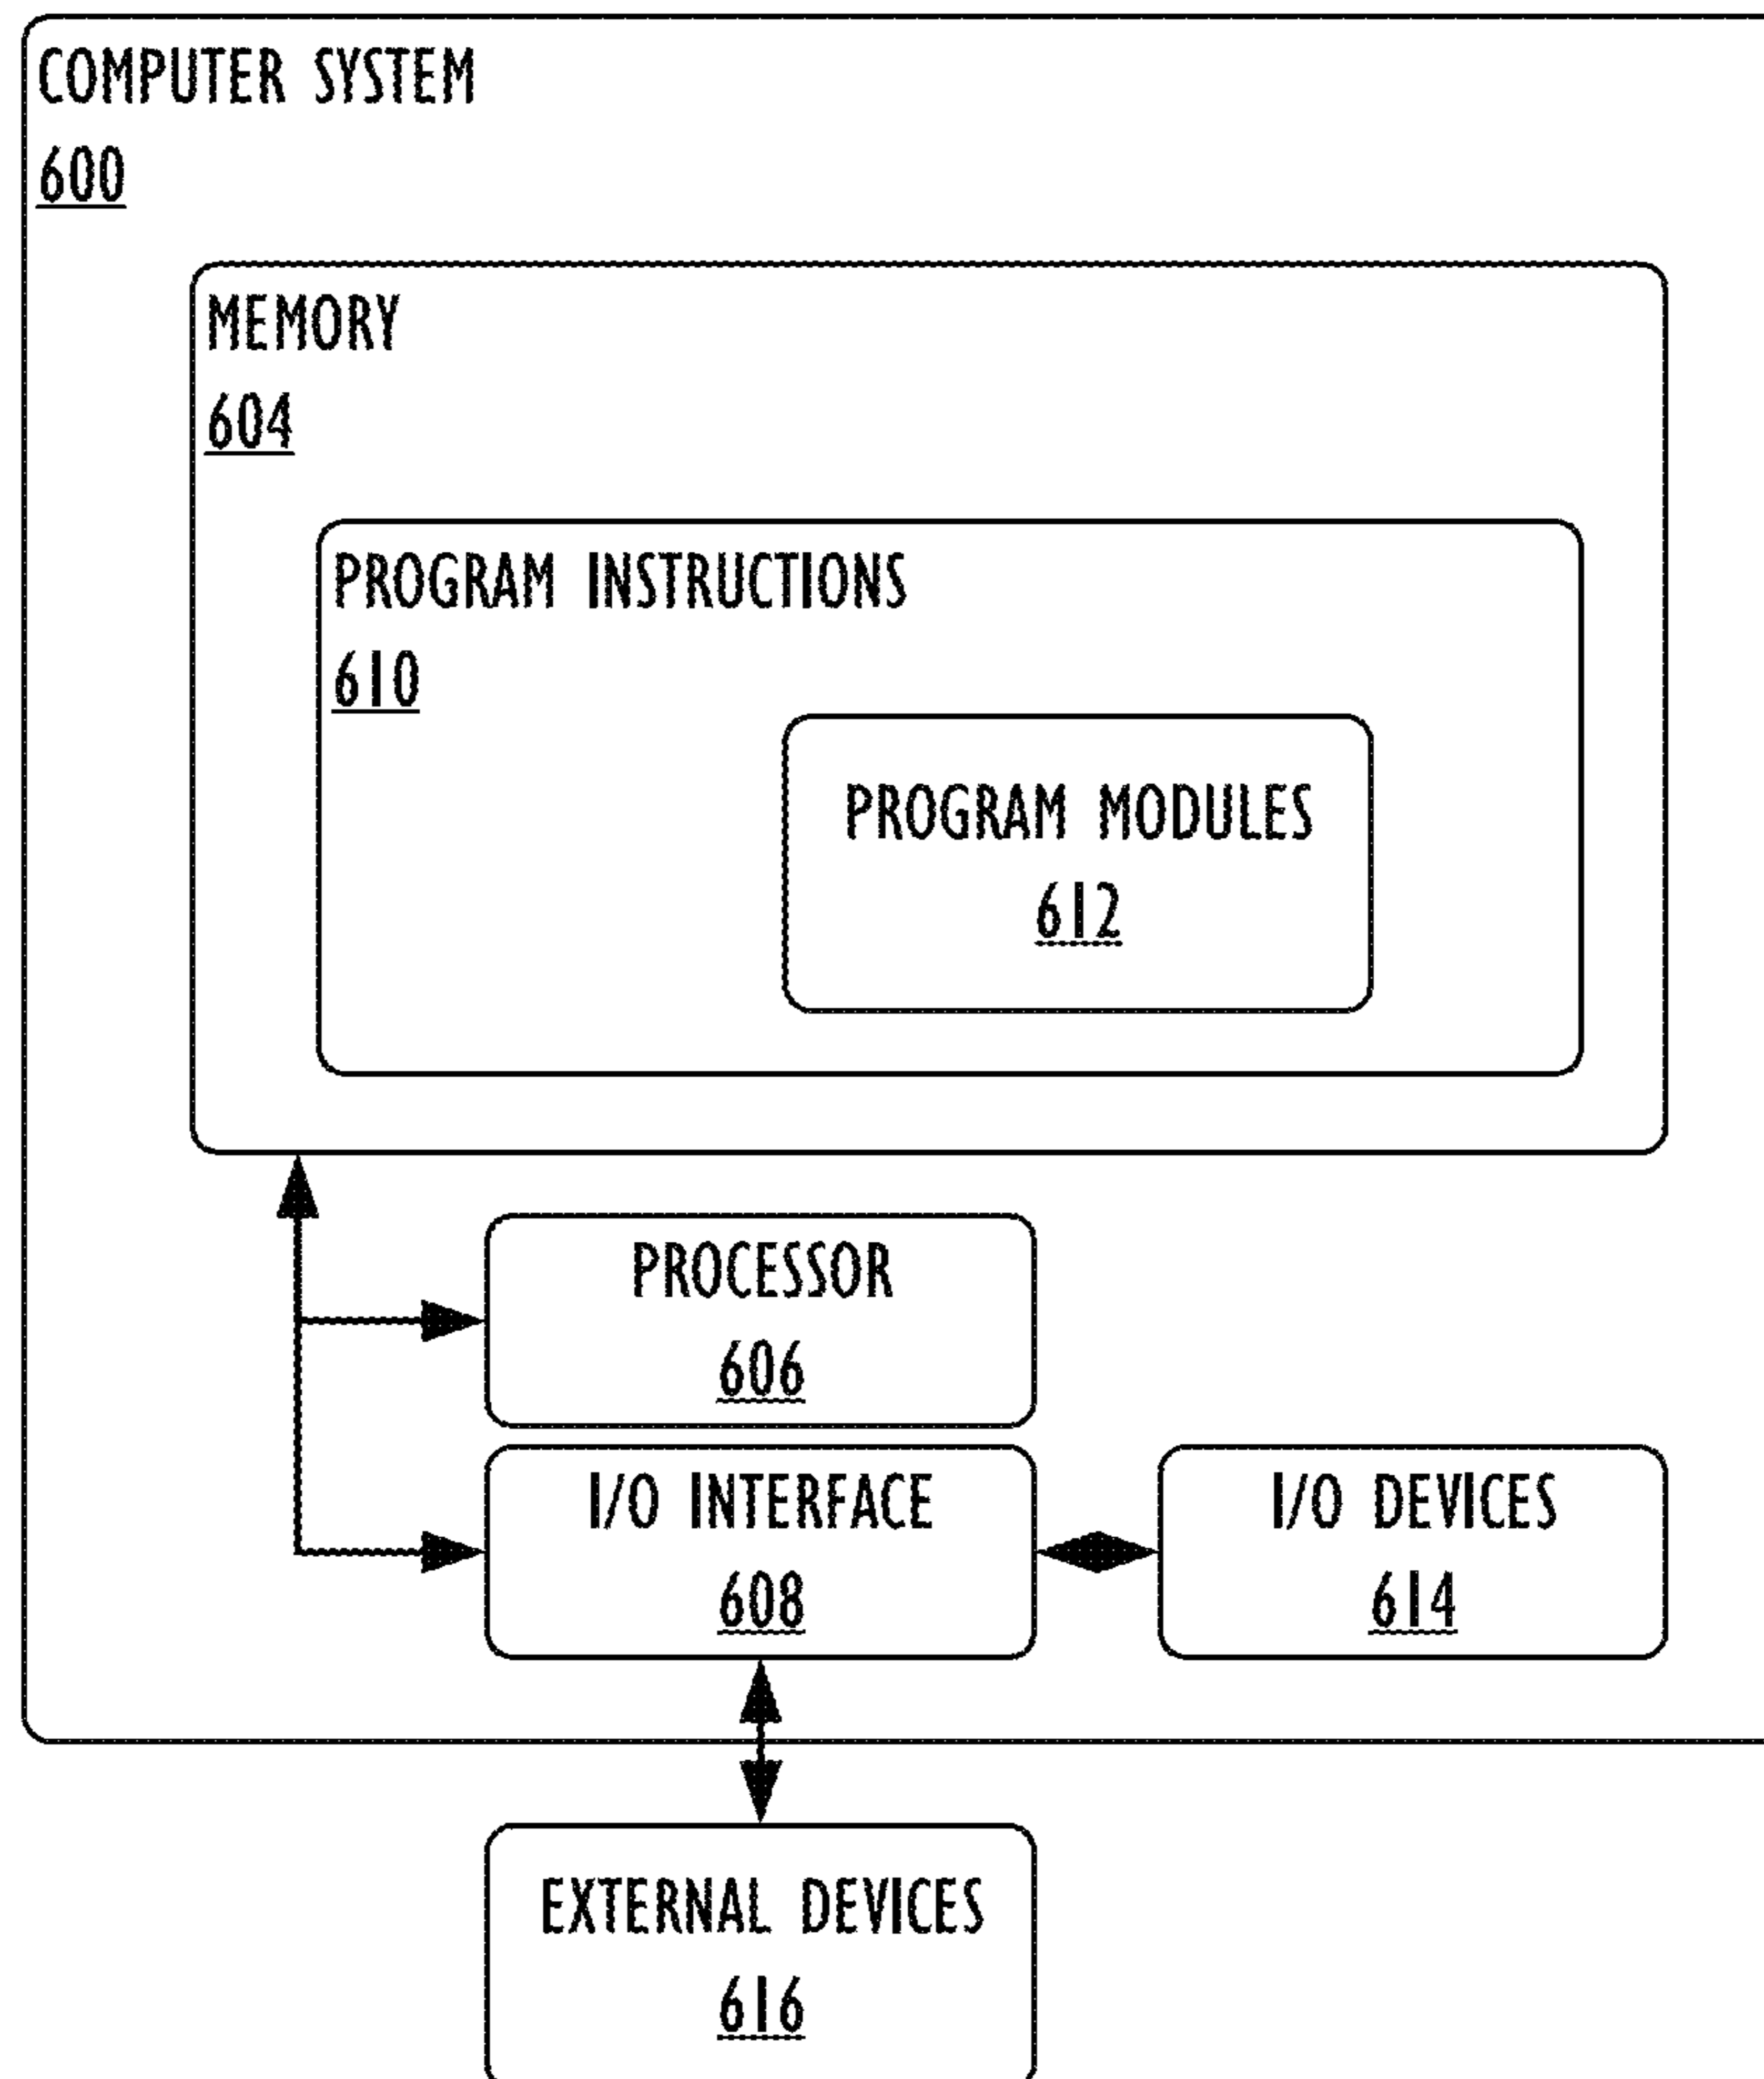 COMPUTER SYSTEM
600
MEMORY
604
PROGRAM INSTRUCTIONS
610
PROGRAM MODULES
612
PROCESSOR
606
I/O INTERFACE
608
I/O DEVICES
614
EXTERNAL DEVICES
616